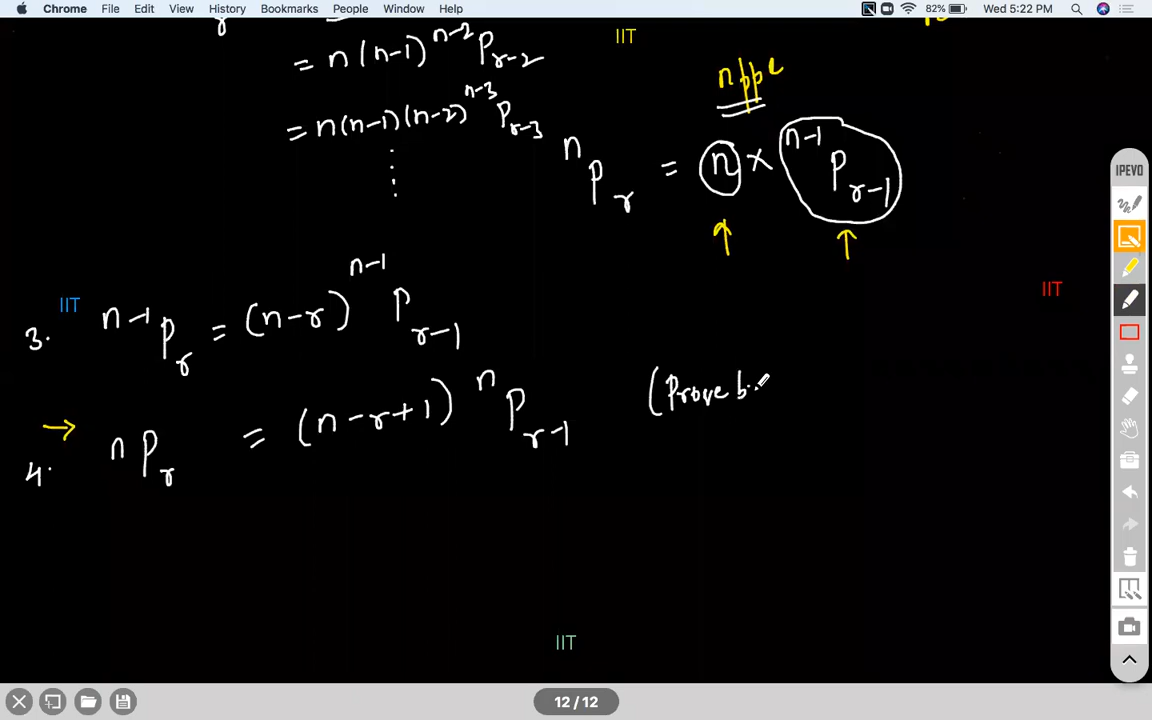 Chrome File Edit View History Bookmarks People Window Help 82% Wed 5:22 PM
= n(n-1) ⁿ⁻²Pᵣ₋₂
IIT
= n(n-1)(n-2) ⁿ⁻³Pᵣ₋₃
ⁿPᵣ = n × ⁿ⁻¹Pᵣ₋₁
IPEVO
3. ⁿ⁻¹Pᵣ = (n-r) ⁿ⁻¹Pᵣ₋₁
IIT
IIT
→ 4. ⁿPᵣ = (n-r+1) ⁿPᵣ₋₁ (Prove b
IIT
12 / 12